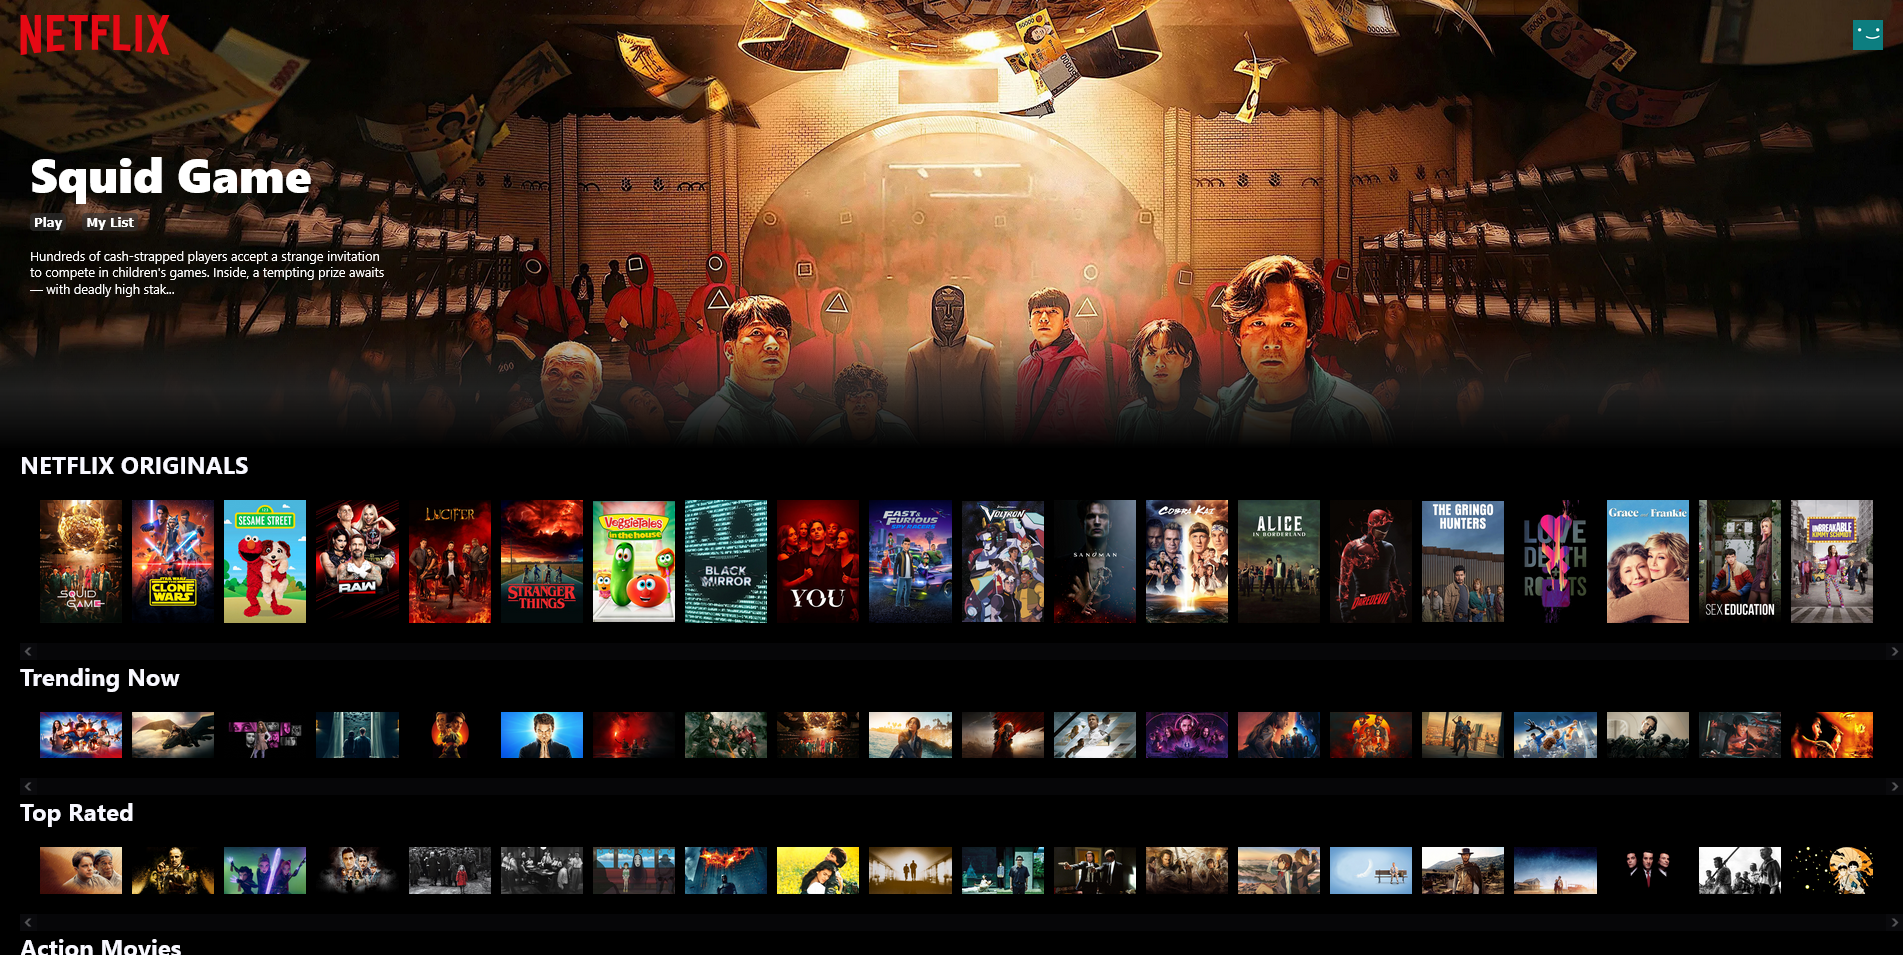 NETFLIX
50000 won
Squid Game
Play
My List
Hundreds of cash-strapped players accept a strange invitation
to compete in children's games. Inside, a tempting prize awaits
— with deadly high stak...
200
NETFLIX ORIGINALS
SQUID
GAME
STAR WARS
CLONE
WARS
SESAME STREET
RAW
LUCIFER
STRANGER
THINGS
VeggieTales
in the house
BLACK
MIRROR
YOU
FAST &
FURIOUS
SPY RACERS
VOLTRON
SANDMAN
COBRA KAI
ALICE
IN BORDERLAND
DAREDEVIL
THE GRINGO
HUNTERS
LOVE
DEATH
ROBOTS
Grace and Frankie
SEX EDUCATION
UNBREAKABLE
KIMMY SCHMIDT
Trending Now
Top Rated
Action Movies